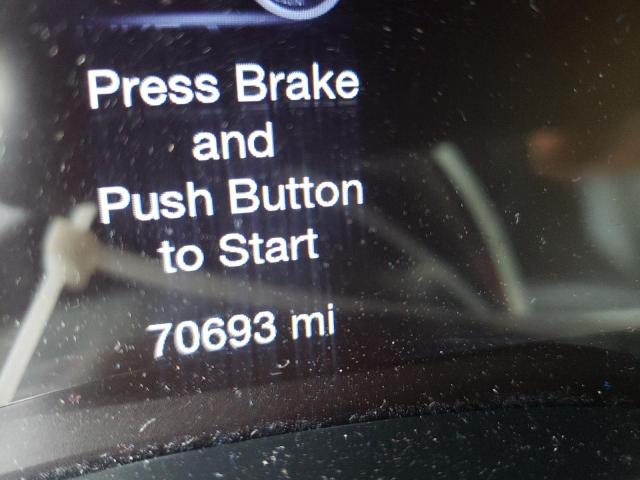 Press Brake
and
Push Button
to Start
70693 mi